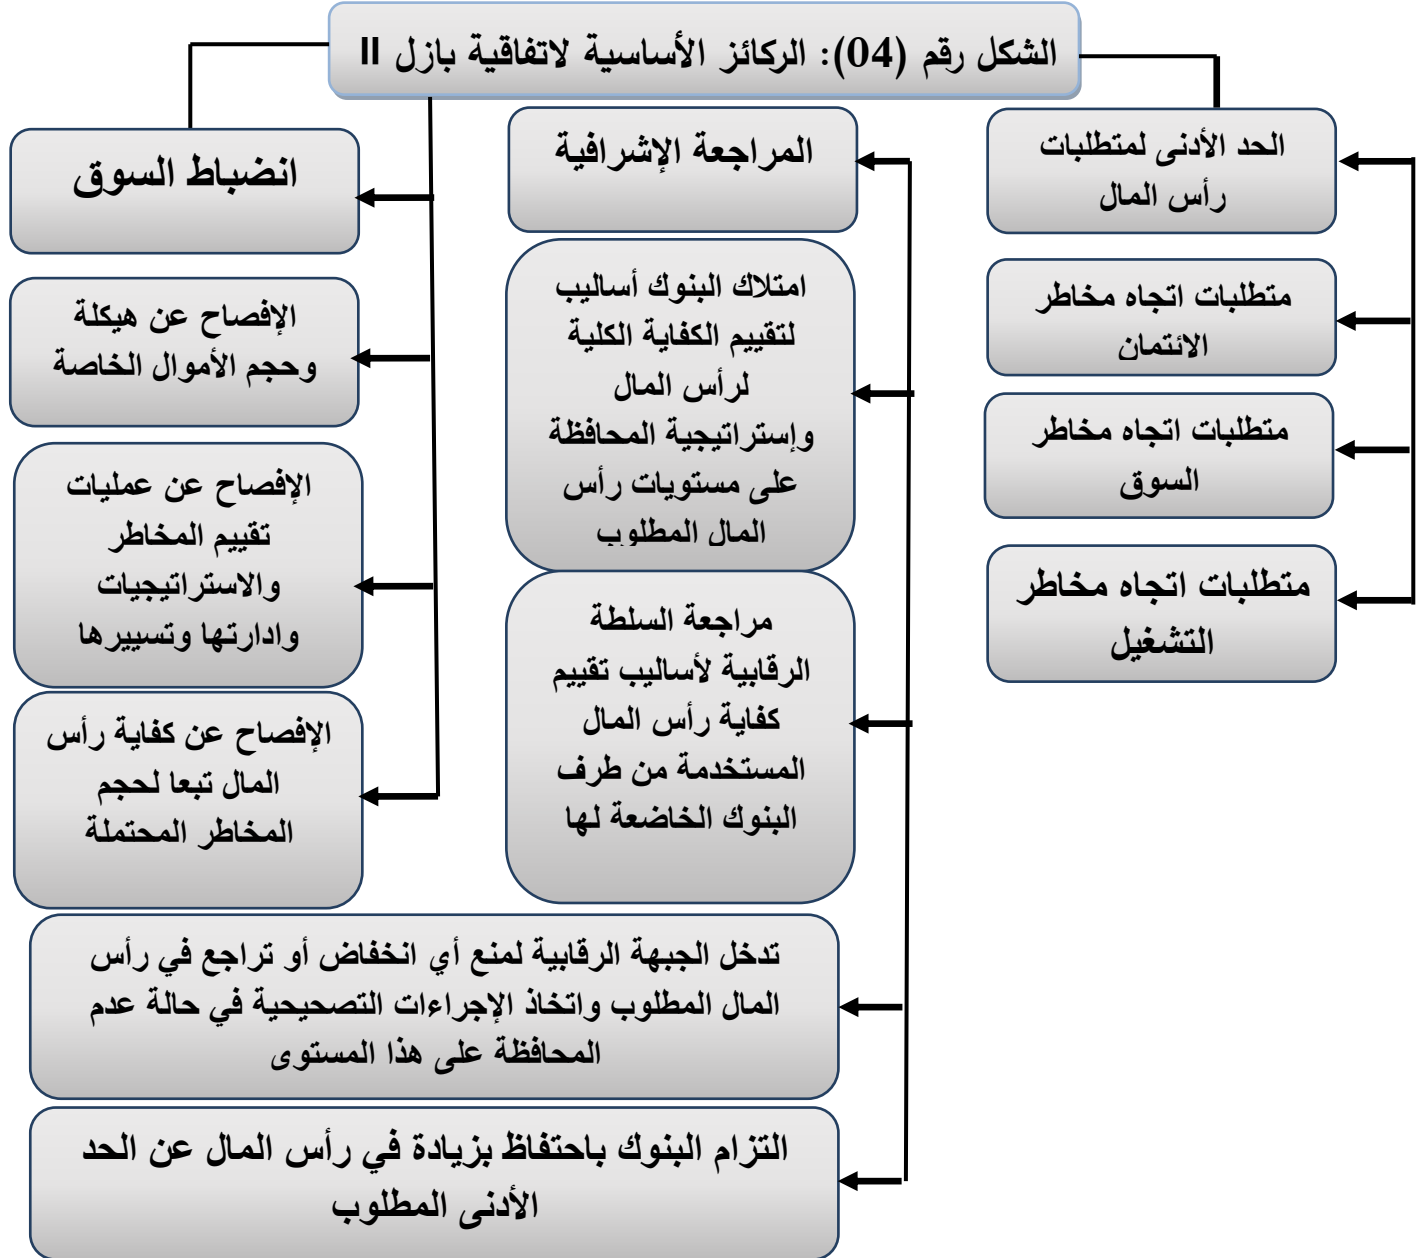 الشكل رقم (04): الركائز الأساسية لاتفاقية بازل II
الحد الأدنى لمتطلبات
رأس المال
متطلبات اتجاه مخاطر
الائتمان
متطلبات اتجاه مخاطر
السوق
متطلبات اتجاه مخاطر
التشغيل
المراجعة الإشرافية
امتلاك البنوك أساليب
لتقييم الكفاية الكلية
لرأس المال
وإستراتيجية المحافظة
على مستويات رأس
المال المطلوب
مراجعة السلطة
الرقابية لأساليب تقييم
كفاية رأس المال
المستخدمة من طرف
البنوك الخاضعة لها
تدخل الجبهة الرقابية لمنع أي انخفاض أو تراجع في رأس
المال المطلوب واتخاذ الإجراءات التصحيحية في حالة عدم
المحافظة على هذا المستوى
التزام البنوك باحتفاظ بزيادة في رأس المال عن الحد
الأدنى المطلوب
انضباط السوق
الإفصاح عن هيكلة
وحجم الأموال الخاصة
الإفصاح عن عمليات
تقييم المخاطر
والاستراتيجيات
وادارتها وتسييرها
الإفصاح عن كفاية رأس
المال تبعا لحجم
المخاطر المحتملة